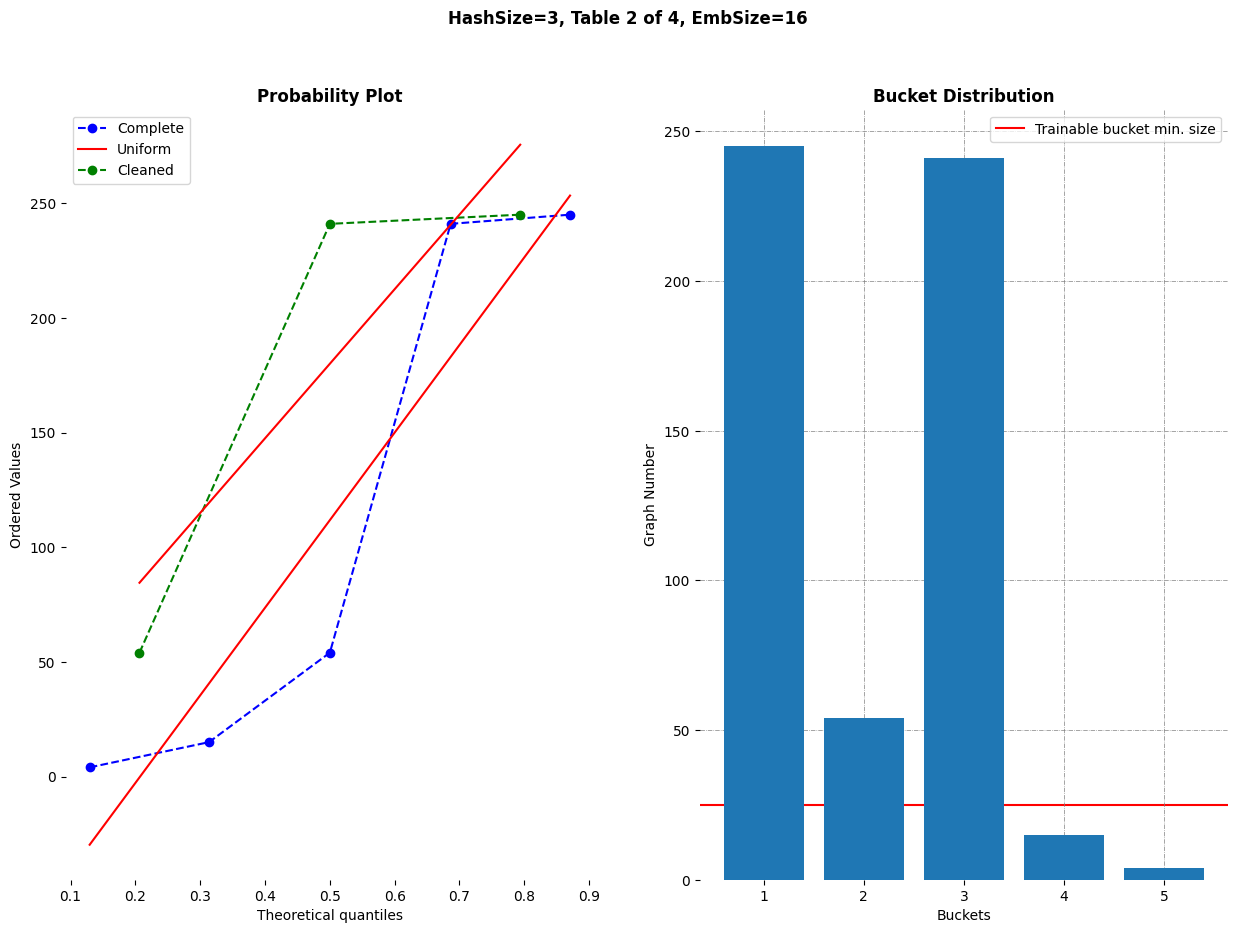 HashSize=3, Table 2 of 4, EmbSize=16
Probability Plot
Complete
Uniform
Cleaned
Ordered Values
250
200
150
100
50
0
0.1 0.2 0.3 0.4 0.5 0.6 0.7 0.8 0.9
Theoretical quantiles
Bucket Distribution
Trainable bucket min. size
Graph Number
250
200
150
100
50
0
1 2 3 4 5
Buckets